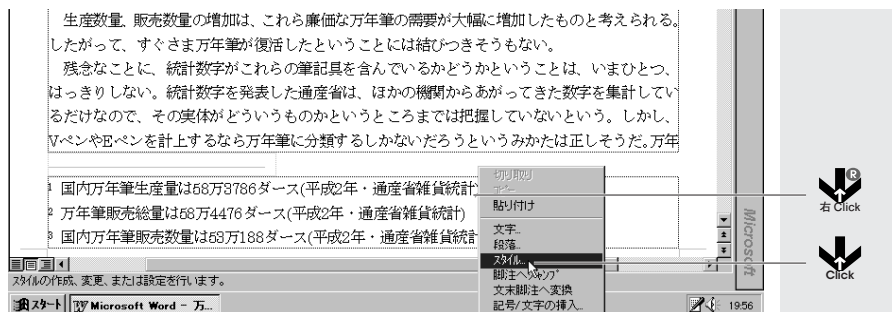 生産数量、販売数量の増加は、これら廉価な万年筆の需要が大幅に増加したものと考えられる。
したがって、すぐさま万年筆が復活したということには結びつきそうもない。
残念なことに、統計数字がこれらの筆記具を含んでいるかどうかということは、いまひとつ、
はっきりしない。統計数字を発表した通産省は、ほかの機関からあがってきた数字を集計してい
るだけなので、その実体がどういうものかというところまでは把握していないという。しかし、
VペンやEペンを計上するなら万年筆に分類するしかないだろうというみかたは正しそうだ。万年
1 国内万年筆生産量は58万3786ダース(平成2年・通産省雑貨統計)
2 万年筆販売総量は58万4476ダース(平成2年・通産省雑貨統計)
3 国内万年筆販売数量は53万188ダース(平成2年・通産省雑貨統計
切り取り
コピー
貼り付け
文字...
段落...
スタイル...
脚注へジャンプ
文末脚注へ変換
記号/文字の挿入...
R
右 Click
Click
Microsoft
スタイルの作成、変更、または設定を行います。
スタート
Microsoft Word - 万...
19:56